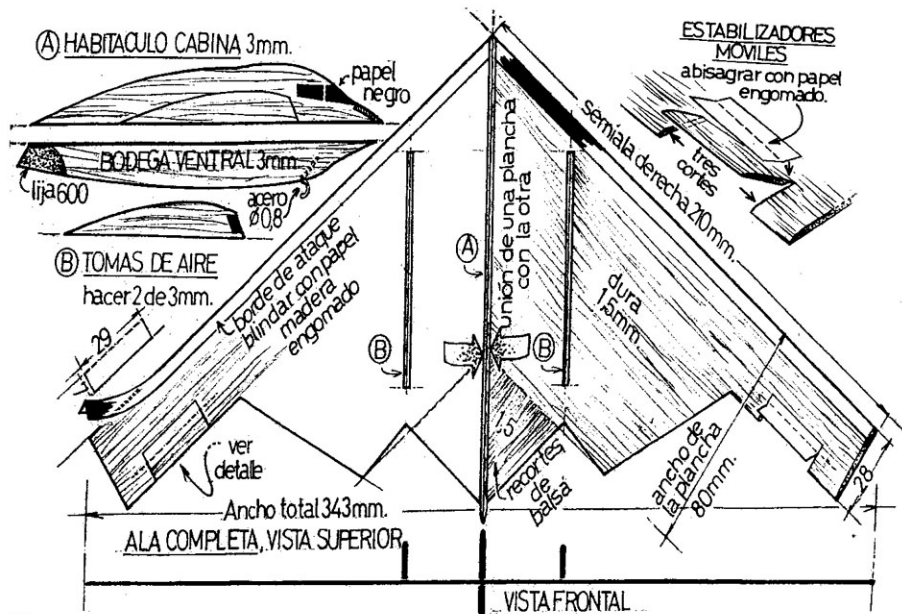 Ⓐ HABITACULO CABINA 3mm.
papel
negro
BODEGA VENTRAL 3mm.
lija 600
acero
ø 0,8
Ⓑ TOMAS DE AIRE
hacer 2 de 3mm.
29
borde de ataque
blindar con papel
madera
engomado
ver
detalle
Ancho total 343mm.
ALA COMPLETA, VISTA SUPERIOR
Ⓐ
Ⓑ
Ⓑ
unión de una plancha
con la otra
semiala derecha 210mm.
dura
1,5mm.
recortes
de
balsa
ancho de
la plancha
80mm.
28
ESTABILIZADORES
MOVILES
abisagrar con papel
engomado.
tres
cortes
VISTA FRONTAL